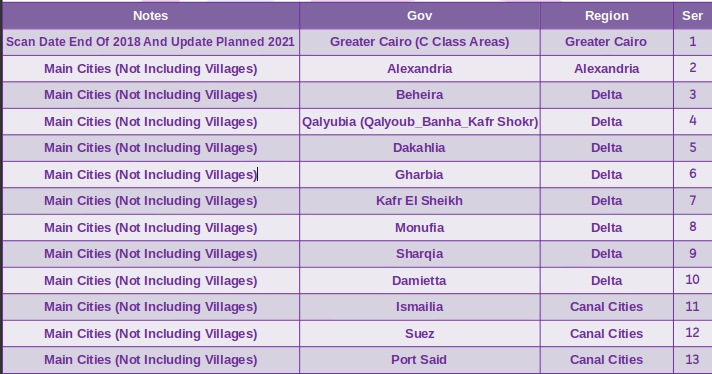 Notes Gov Region Ser
Scan Date End Of 2018 And Update Planned 2021 Greater Cairo (C Class Areas) Greater Cairo 1
Main Cities (Not Including Villages) Alexandria Alexandria 2
Main Cities (Not Including Villages) Beheira Delta 3
Main Cities (Not Including Villages) Qalyubia (Qalyoub_Banha_Kafr Shokr) Delta 4
Main Cities (Not Including Villages) Dakahlia Delta 5
Main Cities (Not Including Villages) Gharbia Delta 6
Main Cities (Not Including Villages) Kafr El Sheikh Delta 7
Main Cities (Not Including Villages) Monufia Delta 8
Main Cities (Not Including Villages) Sharqia Delta 9
Main Cities (Not Including Villages) Damietta Delta 10
Main Cities (Not Including Villages) Ismailia Canal Cities 11
Main Cities (Not Including Villages) Suez Canal Cities 12
Main Cities (Not Including Villages) Port Said Canal Cities 13